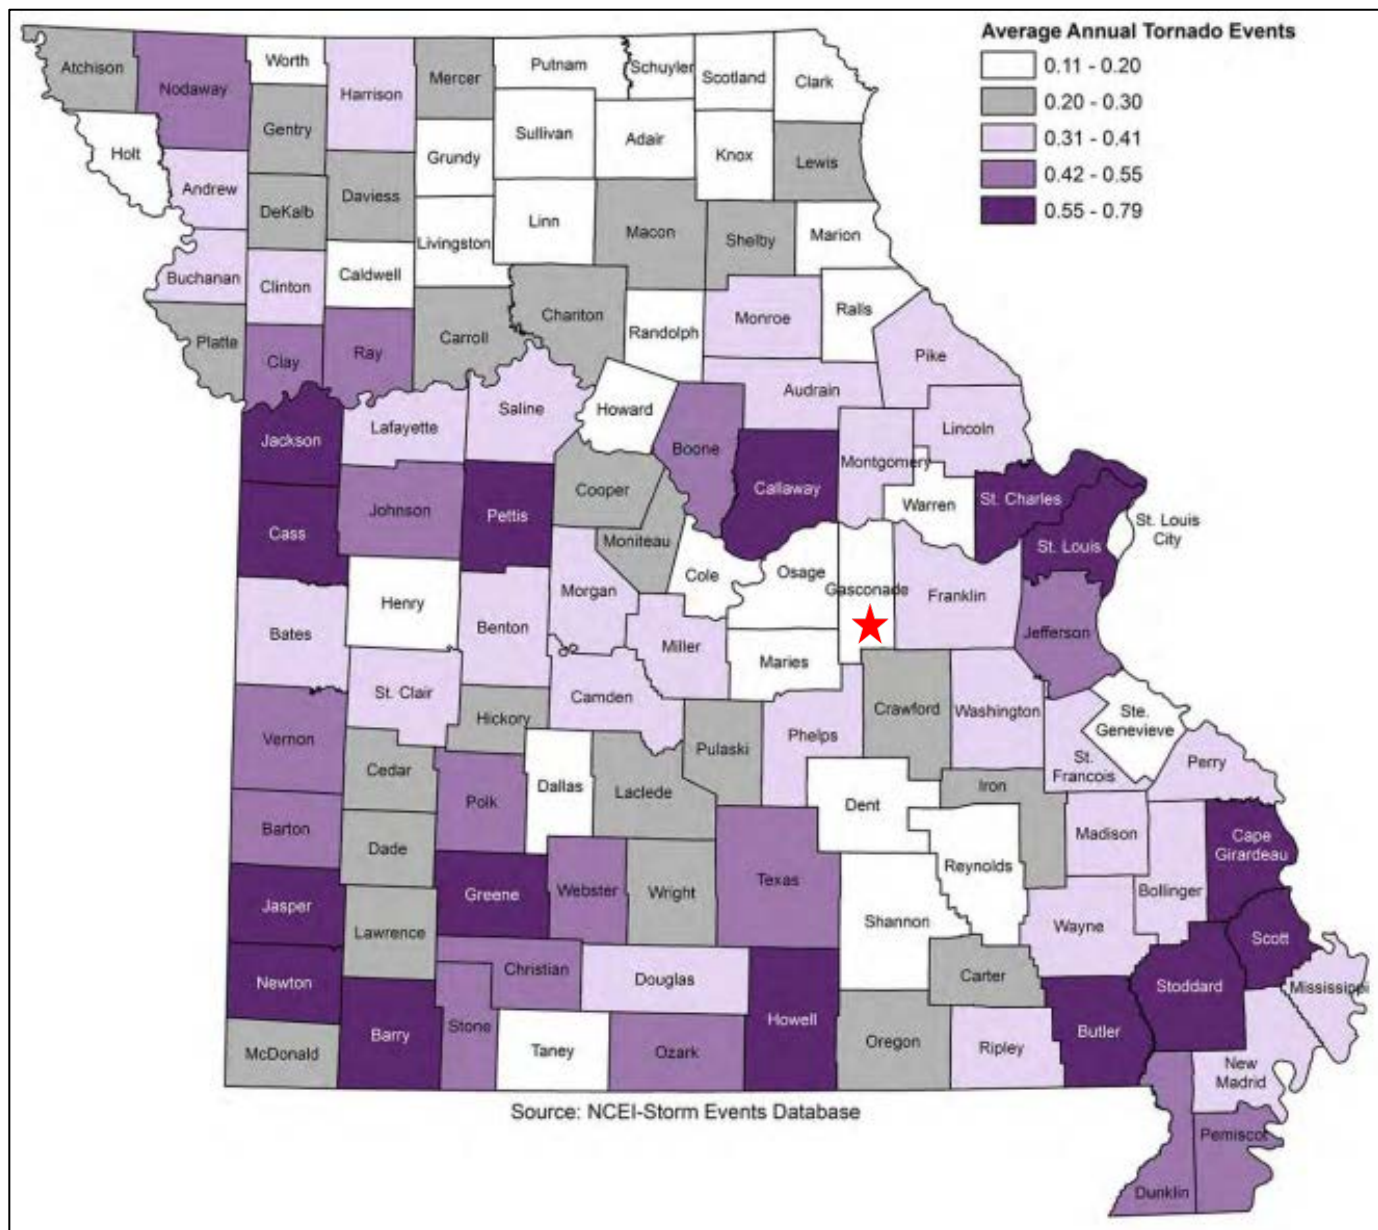 Average Annual Tornado Events
0.11 - 0.20
0.20 - 0.30
0.31 - 0.41
0.42 - 0.55
0.55 - 0.79
Atchison
Nodaway
Worth
Harrison
Mercer
Putnam
Schuyler
Scotland
Clark
Holt
Gentry
Grundy
Sullivan
Adair
Knox
Lewis
Andrew
DeKalb
Daviess
Livingston
Linn
Macon
Shelby
Marion
Buchanan
Clinton
Caldwell
Chariton
Randolph
Monroe
Ralls
Pike
Platte
Clay
Ray
Carroll
Audrain
Jackson
Lafayette
Saline
Howard
Boone
Callaway
Montgomery
Lincoln
Warren
St. Charles
St. Louis
St. Louis
City
Cass
Johnson
Pettis
Cooper
Moniteau
Cole
Osage
Gasconade
Franklin
Jefferson
Bates
Henry
Benton
Morgan
Miller
Maries
St. Clair
Camden
Hickory
Pulaski
Phelps
Crawford
Washington
Ste.
Genevieve
St.
Francois
Perry
Vernon
Cedar
Polk
Dallas
Laclede
Dent
Iron
Reynolds
Madison
Bollinger
Cape
Girardeau
Barton
Dade
Greene
Webster
Wright
Texas
Shannon
Wayne
Scott
Jasper
Lawrence
Christian
Douglas
Howell
Carter
Stoddard
Mississippi
Newton
Barry
Stone
Taney
Ozark
Oregon
Ripley
Butler
New
Madrid
McDonald
Pemiscot
Dunklin
Source: NCEI-Storm Events Database